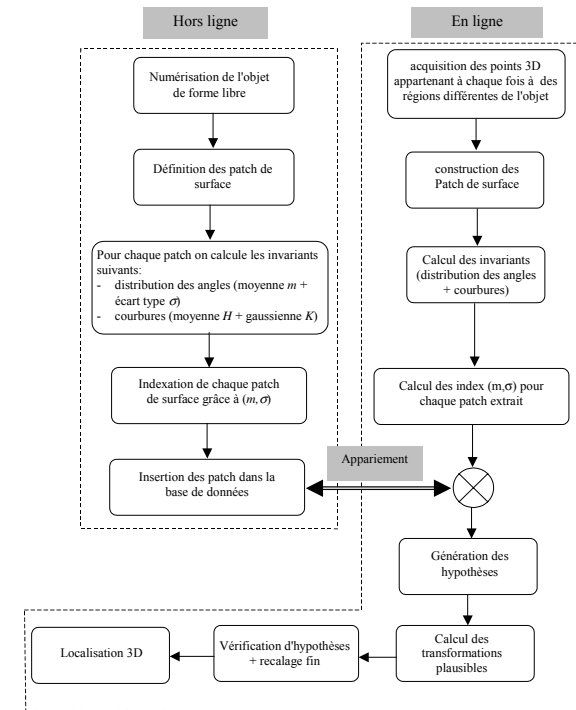 Hors ligne
Numérisation de l'objet
de forme libre
Définition des patch de
surface
Pour chaque patch on calcule les invariants
suivants:
- distribution des angles (moyenne m +
écart type σ)
- courbures (moyenne H + gaussienne K)
Indexation de chaque patch
de surface grâce à (m,σ)
Insertion des patch dans la
base de données
Appariement
En ligne
acquisition des points 3D
appartenant à chaque fois à des
régions différentes de l'objet
construction des
Patch de surface
Calcul des invariants
(distribution des angles
+ courbures)
Calcul des index (m,σ) pour
chaque patch extrait
Génération des
hypothèses
Calcul des
transformations
plausibles
Vérification d'hypothèses
+ recalage fin
Localisation 3D